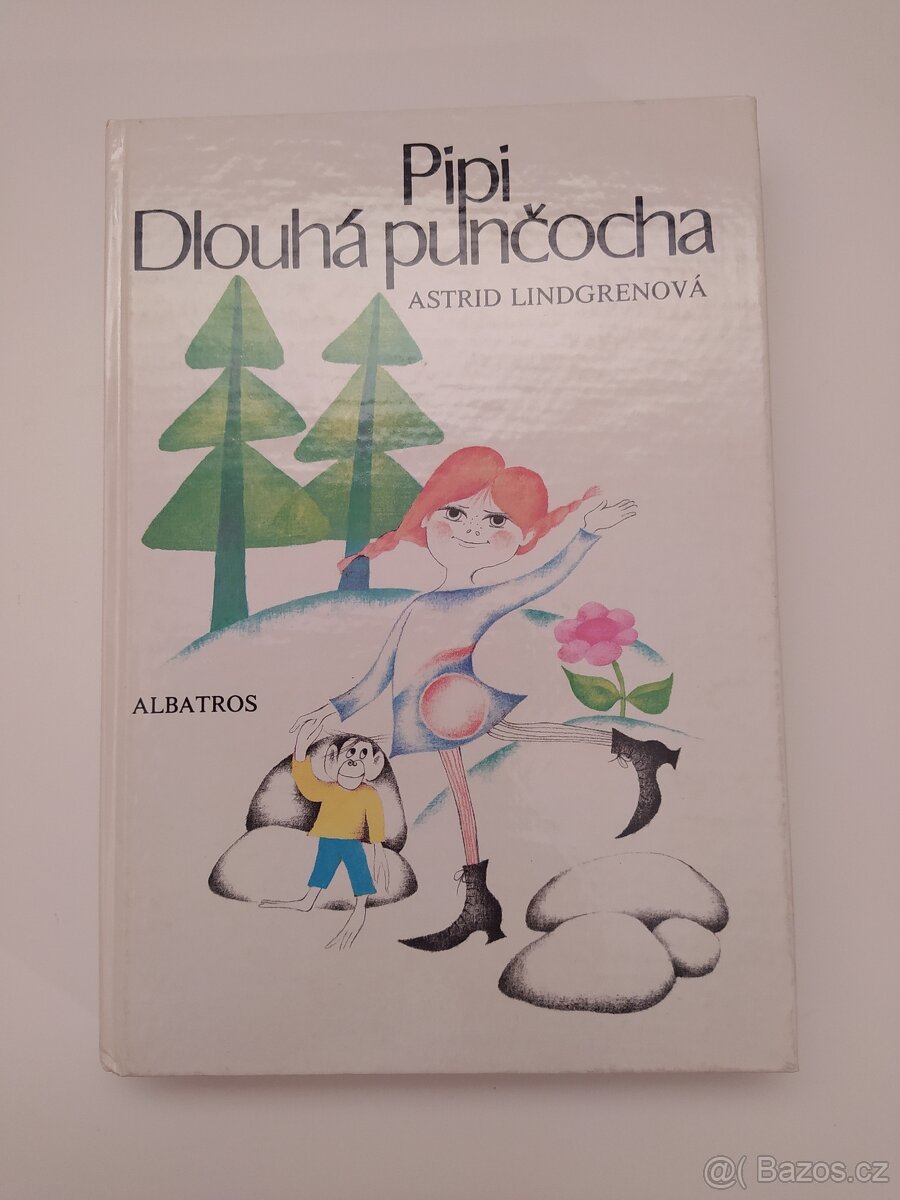 Pipi
Dlouhá punčocha
ASTRID LINDGRENOVÁ
ALBATROS
@( Bazos.cz